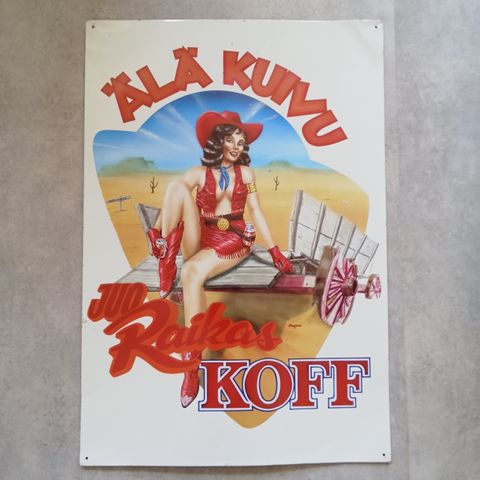 ÄLÄ KUIVU
JUO
Raikas
KOFF